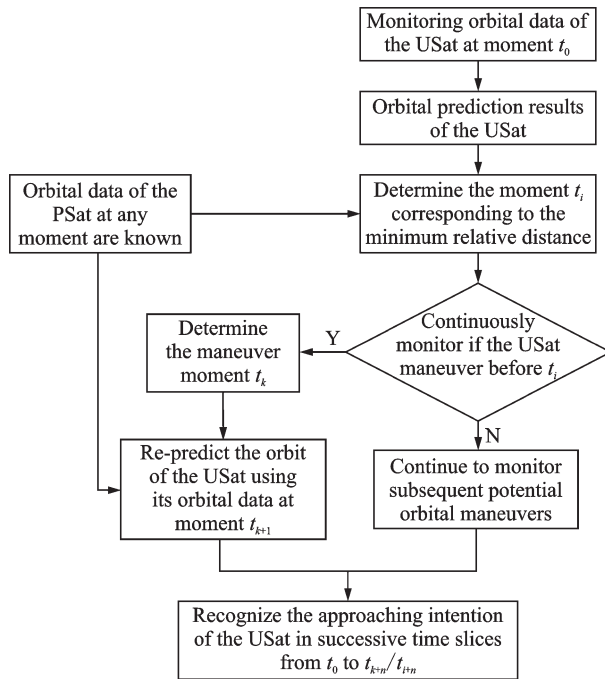 Monitoring orbital data of
the USat at moment t₀
Orbital prediction results
of the USat
Orbital data of the
PSat at any
moment are known
Determine the moment tᵢ
corresponding to the
minimum relative distance
Continuously
monitor if the USat
maneuver before tᵢ
Y
N
Determine
the maneuver
moment tₖ
Re-predict the orbit
of the USat using
its orbital data at
moment tₖ₊₁
Continue to monitor
subsequent potential
orbital maneuvers
Recognize the approaching intention
of the USat in successive time slices
from t₀ to tₖ₊ₙ/tᵢ₊ₙ